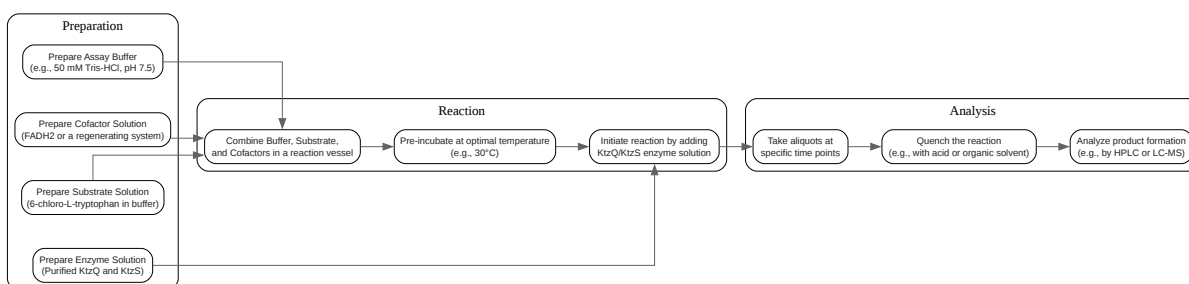 Preparation
Prepare Assay Buffer
(e.g., 50 mM Tris-HCl, pH 7.5)
Prepare Cofactor Solution
(FADH2 or a regenerating system)
Prepare Substrate Solution
(6-chloro-L-tryptophan in buffer)
Prepare Enzyme Solution
(Purified KtzQ and KtzS)
Reaction
Combine Buffer, Substrate,
and Cofactors in a reaction vessel
Pre-incubate at optimal temperature
(e.g., 30°C)
Initiate reaction by adding
KtzQ/KtzS enzyme solution
Analysis
Take aliquots at
specific time points
Quench the reaction
(e.g., with acid or organic solvent)
Analyze product formation
(e.g., by HPLC or LC-MS)